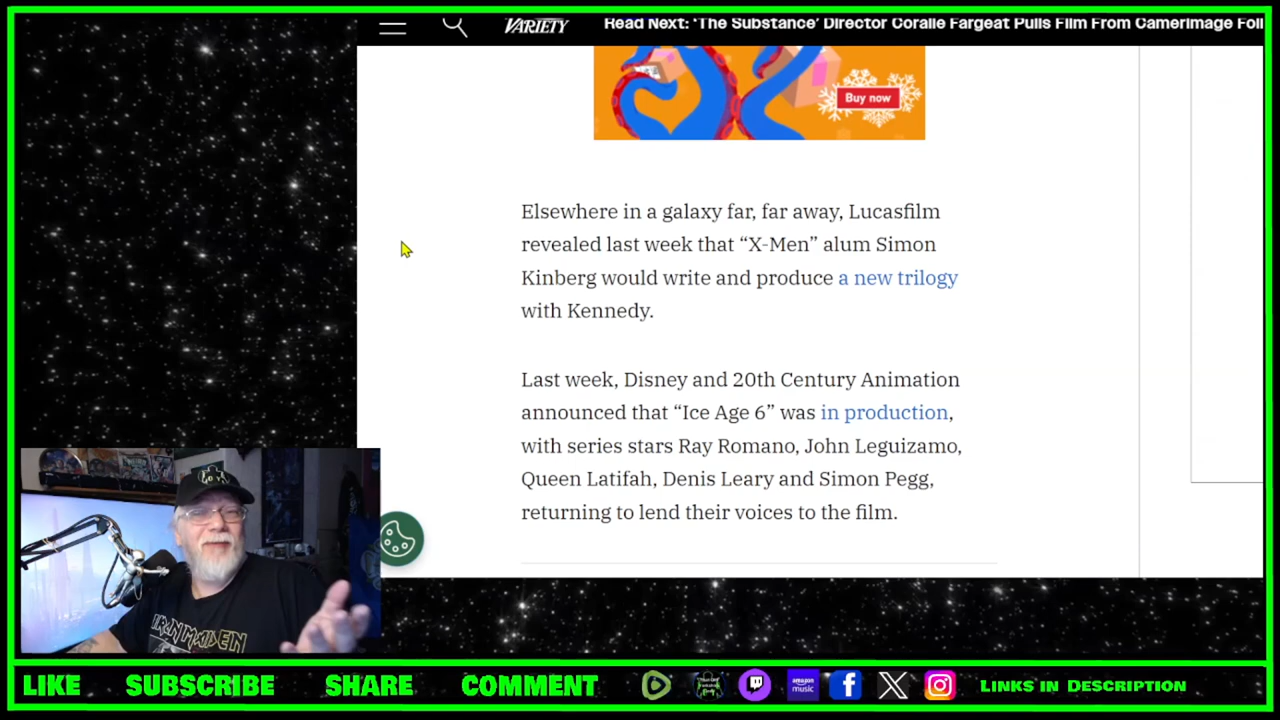 VARIETY
Read Next: 'The Substance' Director Coralie Fargeat Pulls Film From Camerimage Foll
Buy now
Elsewhere in a galaxy far, far away, Lucasfilm
revealed last week that “X-Men” alum Simon
Kinberg would write and produce a new trilogy
with Kennedy.
Last week, Disney and 20th Century Animation
announced that “Ice Age 6” was in production,
with series stars Ray Romano, John Leguizamo,
Queen Latifah, Denis Leary and Simon Pegg,
returning to lend their voices to the film.
IRON MAIDEN
LIKE SUBSCRIBE SHARE COMMENT amazon music LINKS IN DESCRIPTION